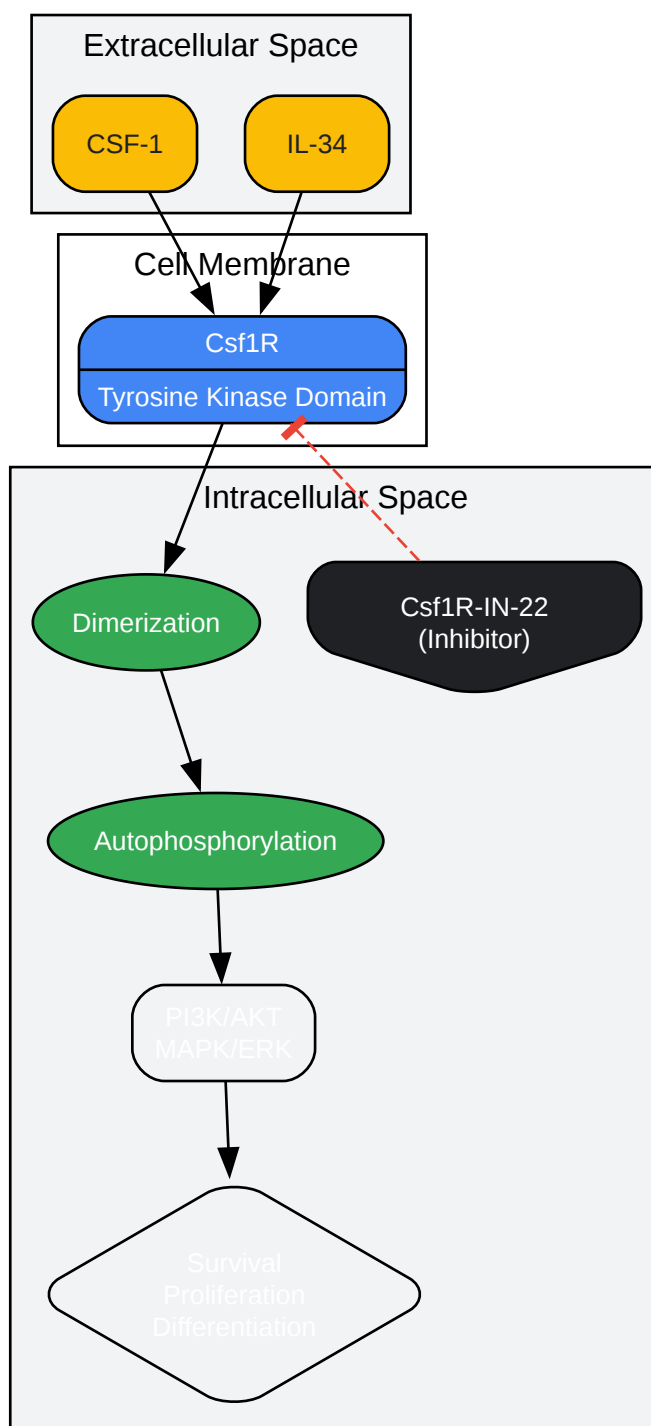 Extracellular Space
CSF-1
IL-34
Cell Membrane
Csf1R
Tyrosine Kinase Domain
Intracellular Space
Dimerization
Csf1R-IN-22
(Inhibitor)
Autophosphorylation
PI3K/AKT
MAPK/ERK
Survival
Proliferation
Differentiation